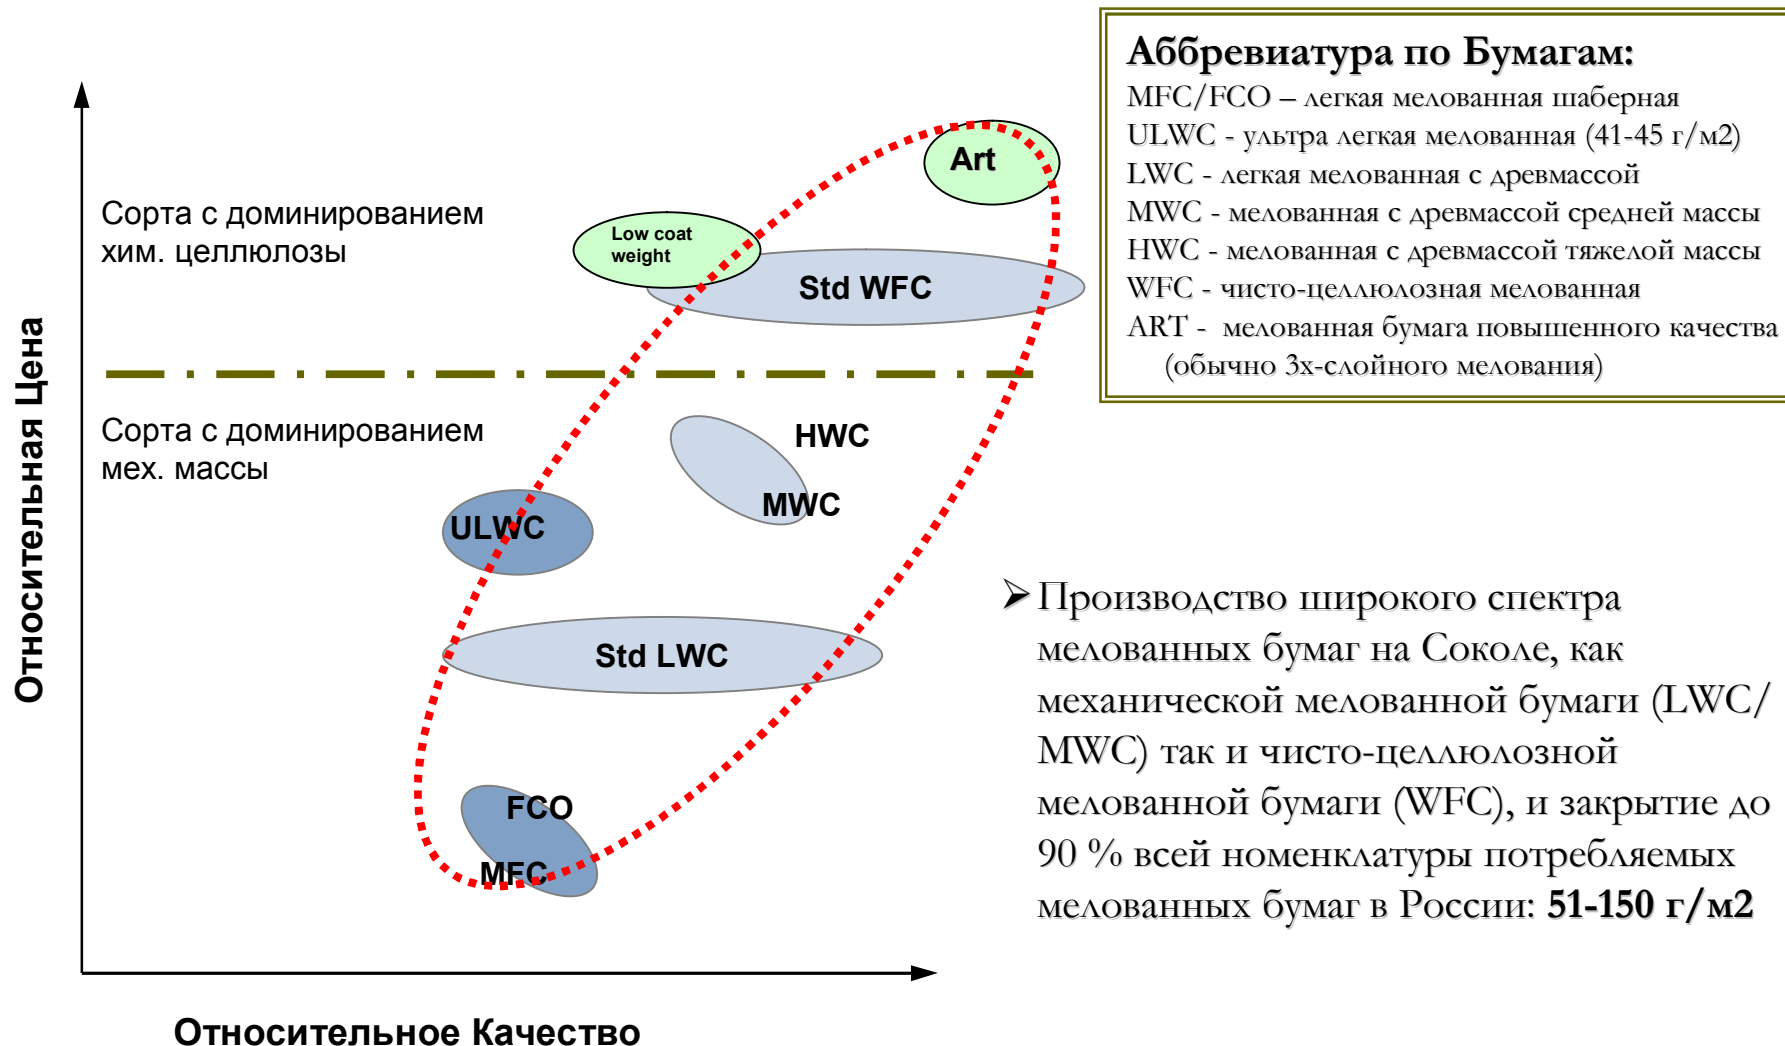 Аббревиатура по Бумагам:
MFC/FCO – легкая мелованная шаберная
ULWC - ультра легкая мелованная (41-45 г/м2)
LWC - легкая мелованная с древмассой
MWC - мелованная с древмассой средней массы
HWC - мелованная с древмассой тяжелой массы
WFC - чисто-целлюлозная мелованная
ART - мелованная бумага повышенного качества
(обычно 3х-слойного мелования)
Относительная Цена
Сорта с доминированием
хим. целлюлозы
Art
Low coat
weight
Std WFC
Сорта с доминированием
мех. массы
HWC
MWC
ULWC
Std LWC
FCO
MFC
Относительное Качество
➢ Производство широкого спектра
мелованных бумаг на Соколе, как
механической мелованной бумаги (LWC/
MWC) так и чисто-целлюлозной
мелованной бумаги (WFC), и закрытие до
90 % всей номенклатуры потребляемых
мелованных бумаг в России: 51-150 г/м2